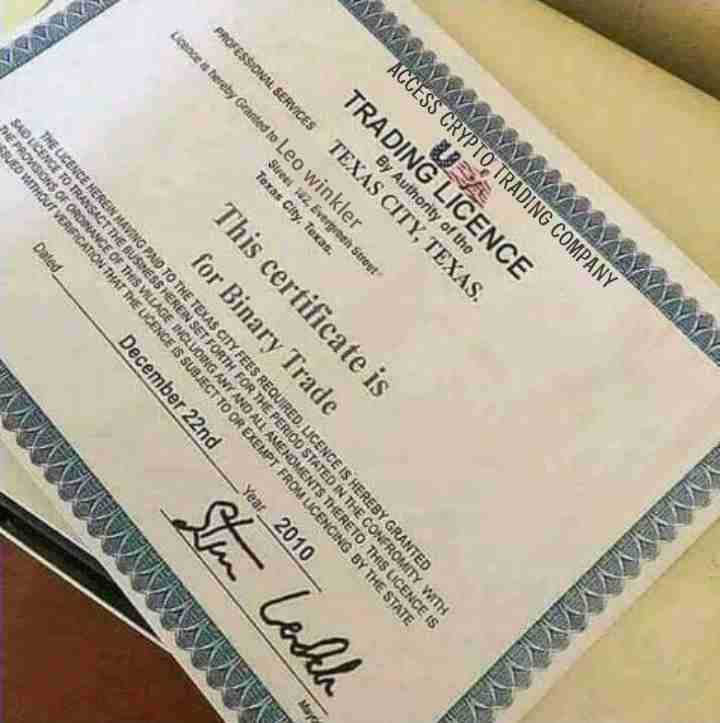 ACCESS CRYPTO TRADING COMPANY
USA
TRADING LICENCE
By Authority of the
TEXAS CITY, TEXAS.
PROFESSIONAL SERVICES
Licence is hereby Granted to Leo winkler
Street Evergreen Street
Texas City, Texas.
This certificate is
for Binary Trade
THE LICENCE HEREIN HAVING PAID TO THE TEXAS CITY FEES REQUIRED, LICENCE IS HEREBY GRANTED
SAID LICENCE TO TRANSACT THE BUSINESS HEREIN SET FORTH FOR THE PERIOD STATED IN THE CONFROMITY WITH
THE PROVISIONS OF ORDINANCE OF THIS VILLAGE, INCLUDING ANY AND ALL AMENDMENTS THERETO. THIS LICENCE IS
ISSUED WITHOUT VERIFICATION THAT THE LICENCE IS SUBJECT TO OR EXEMPT FROM LICENCING BY THE STATE
Dated December 22nd Year 2010